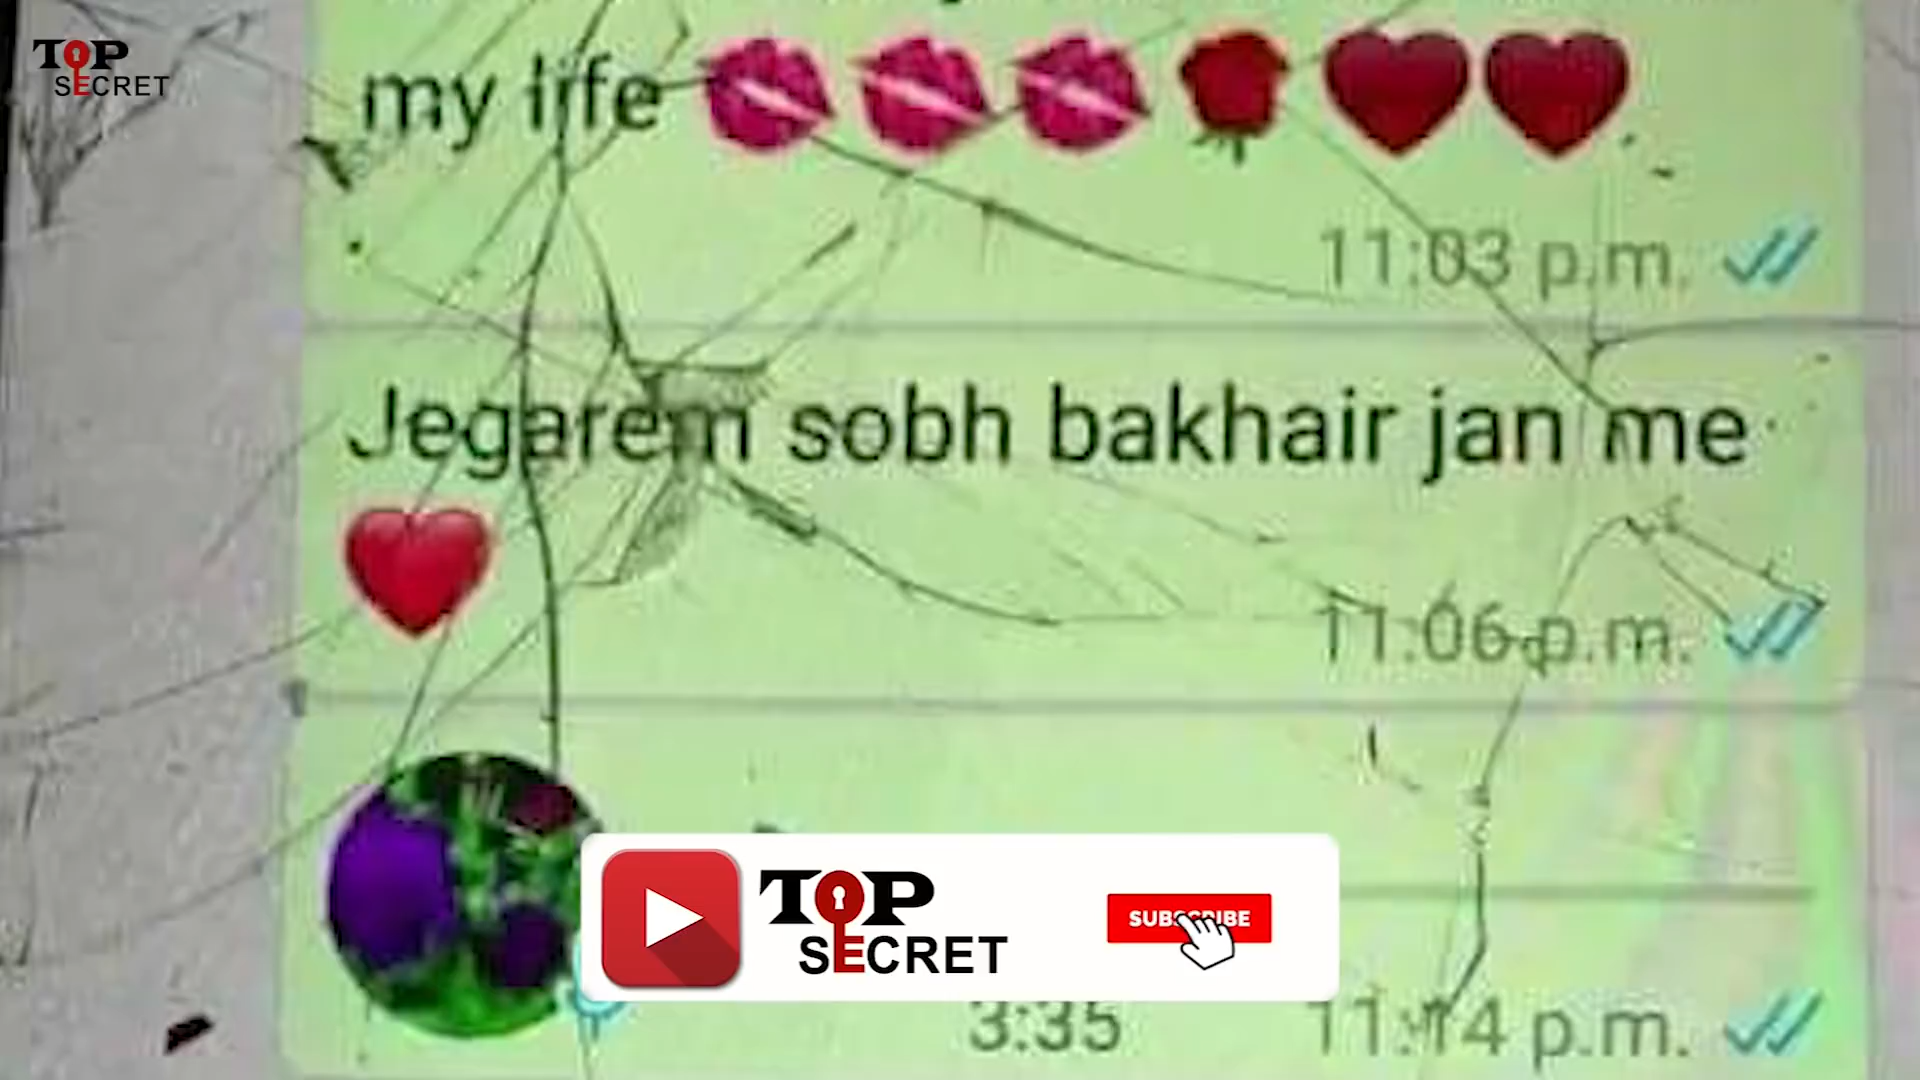 TOP
SECRET
my life 💋💋💋🌹❤️❤️
11:03 p.m.
Jegarem sobh bakhair jan me
❤️
11:06 p.m.
TOP
SECRET
SUBSCRIBE
3:35 11:14 p.m.